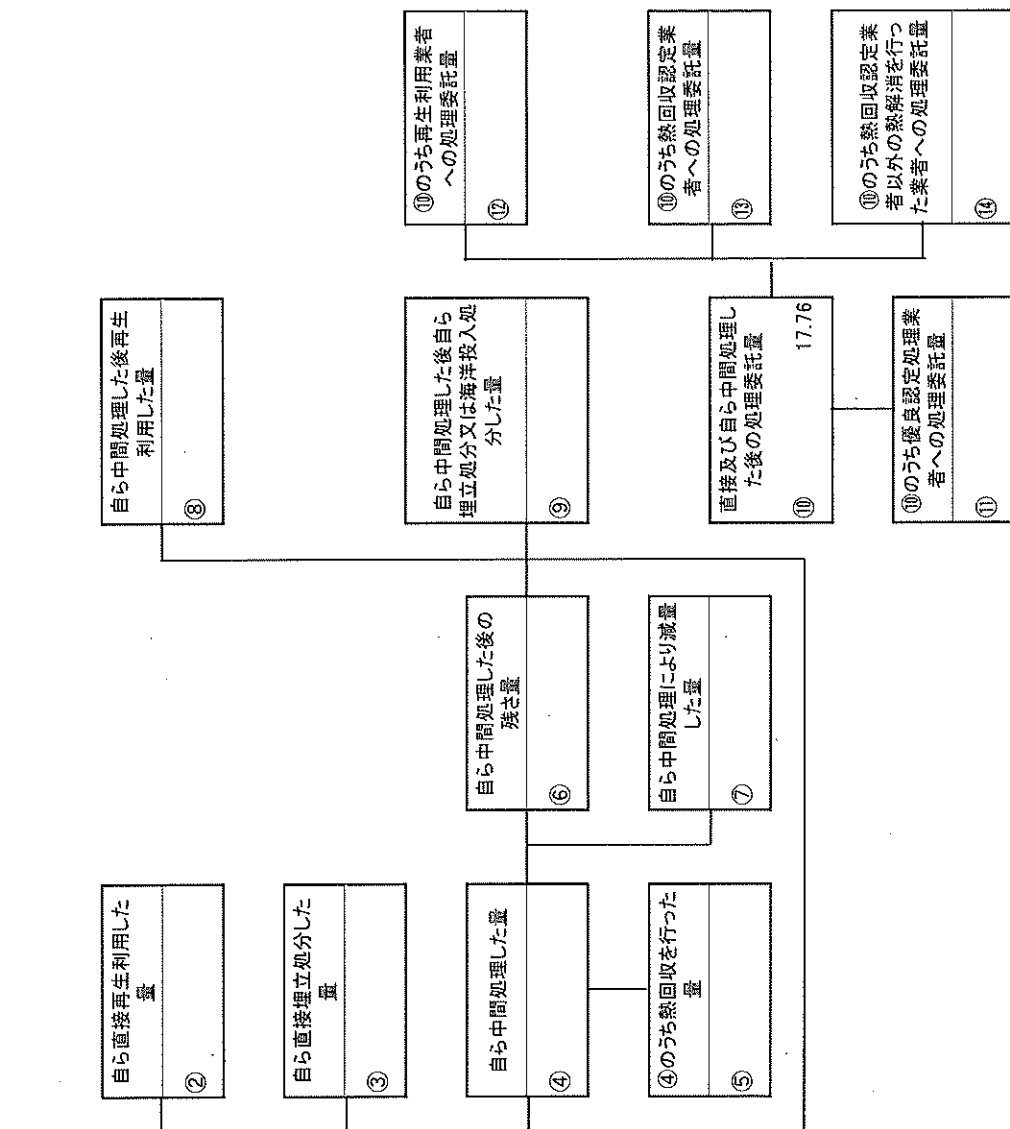 自ら直接再生利用した
量
②
自ら直接埋立処分した
量
③
自ら中間処理した量
④
④のうち熱回収を行った
量
⑤
自ら中間処理した後の
残さ量
⑥
自ら中間処理により減量
した量
⑦
自ら中間処理した後再生
利用した量
⑧
自ら中間処理した後自ら
埋立処分又は海洋投入処
分した量
⑨
直接及び自ら中間処理し
た後の処理委託量
⑩
17.76
⑩のうち優良認定処理業
者への処理委託量
⑪
⑩のうち再生利用業者
への処理委託量
⑫
⑩のうち熱回収認定業
者への処理委託量
⑬
⑩のうち熱回収認定業
者以外の熱解消を行っ
た業者への処理委託量
⑭